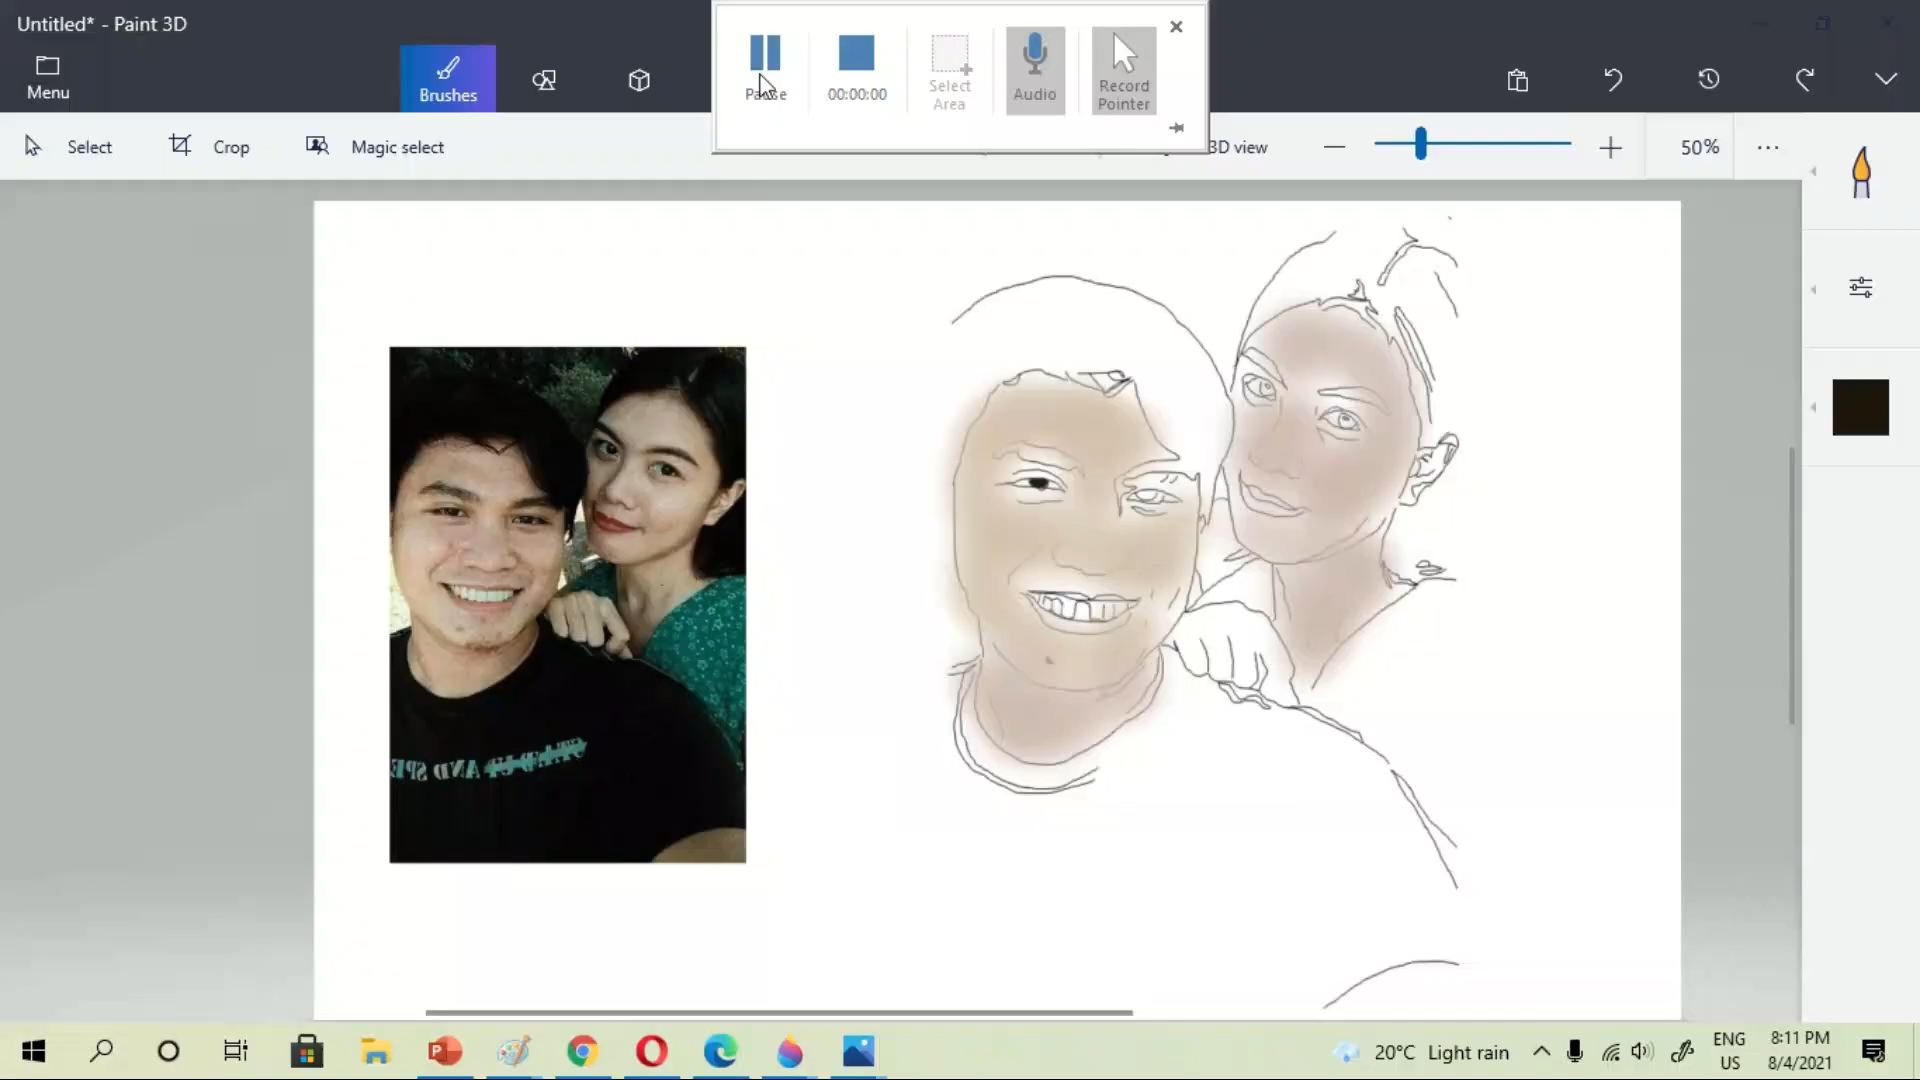 Untitled* - Paint 3D
Menu
Brushes
Pause
00:00:00
Select
Area
Audio
Record
Pointer
Select
Crop
Magic select
3D view
50%
AND
20°C Light rain
ENG
US
8:11 PM
8/4/2021